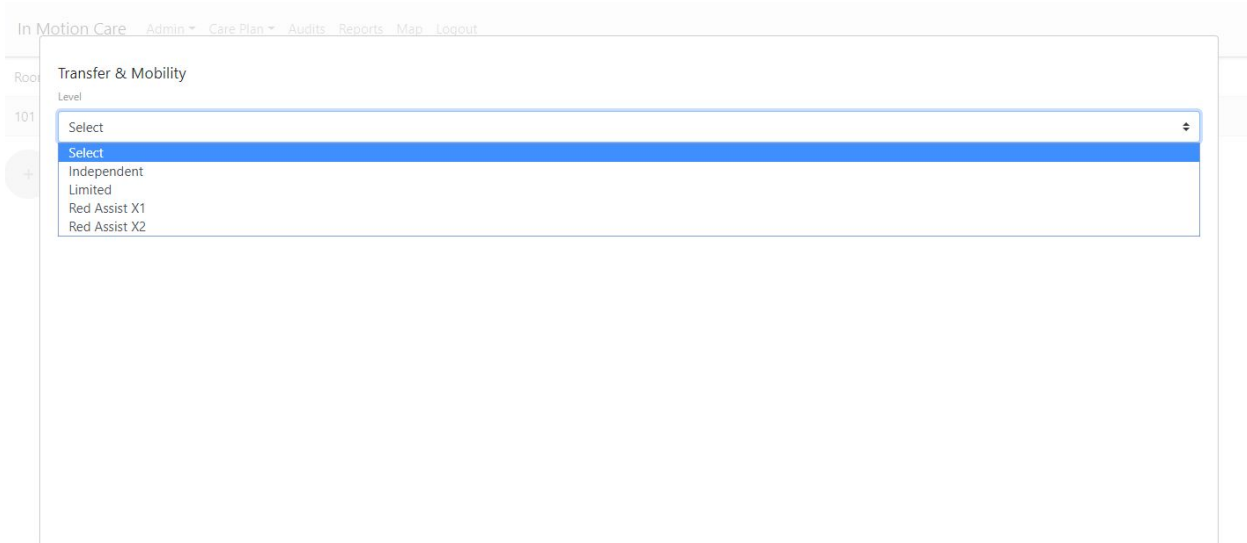 In Motion Care Admin Care Plan Audits Reports Map Logout
Transfer & Mobility
Roo
Level
101
Select
Select
Independent
Limited
Red Assist X1
Red Assist X2